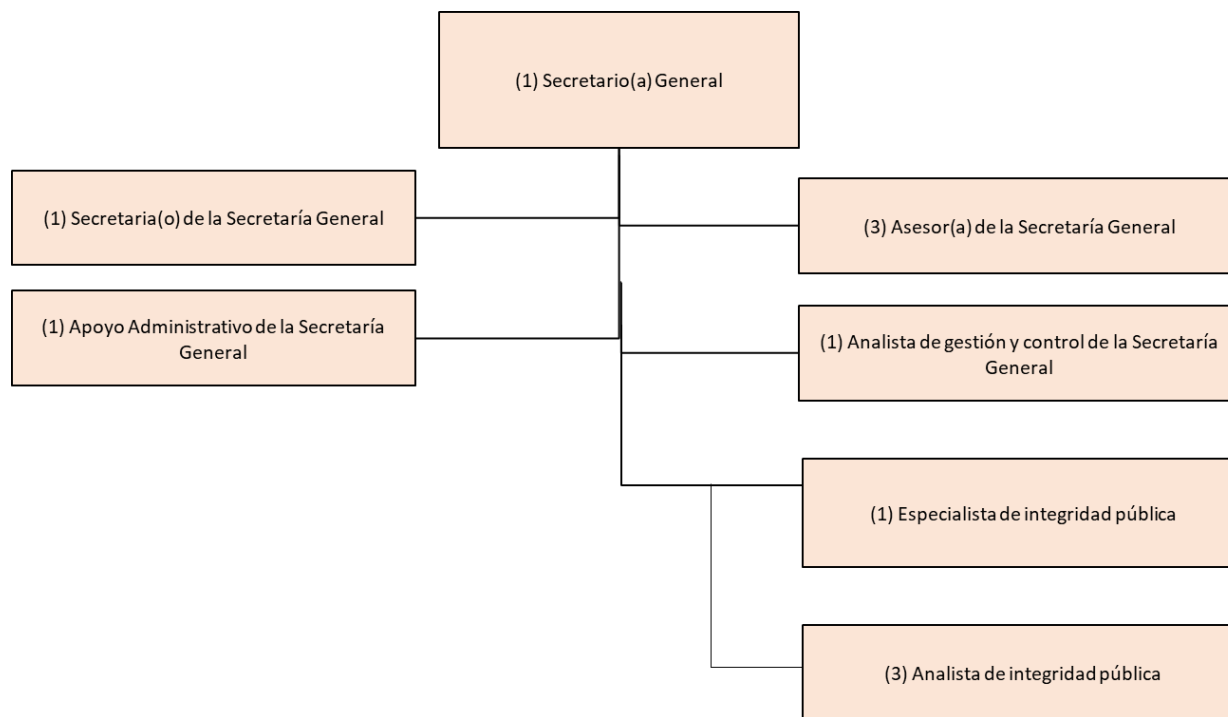 (1) Secretario(a) General
(1) Secretaria(o) de la Secretaría General
(3) Asesor(a) de la Secretaría General
(1) Apoyo Administrativo de la Secretaría
General
(1) Analista de gestión y control de la Secretaría
General
(1) Especialista de integridad pública
(3) Analista de integridad pública